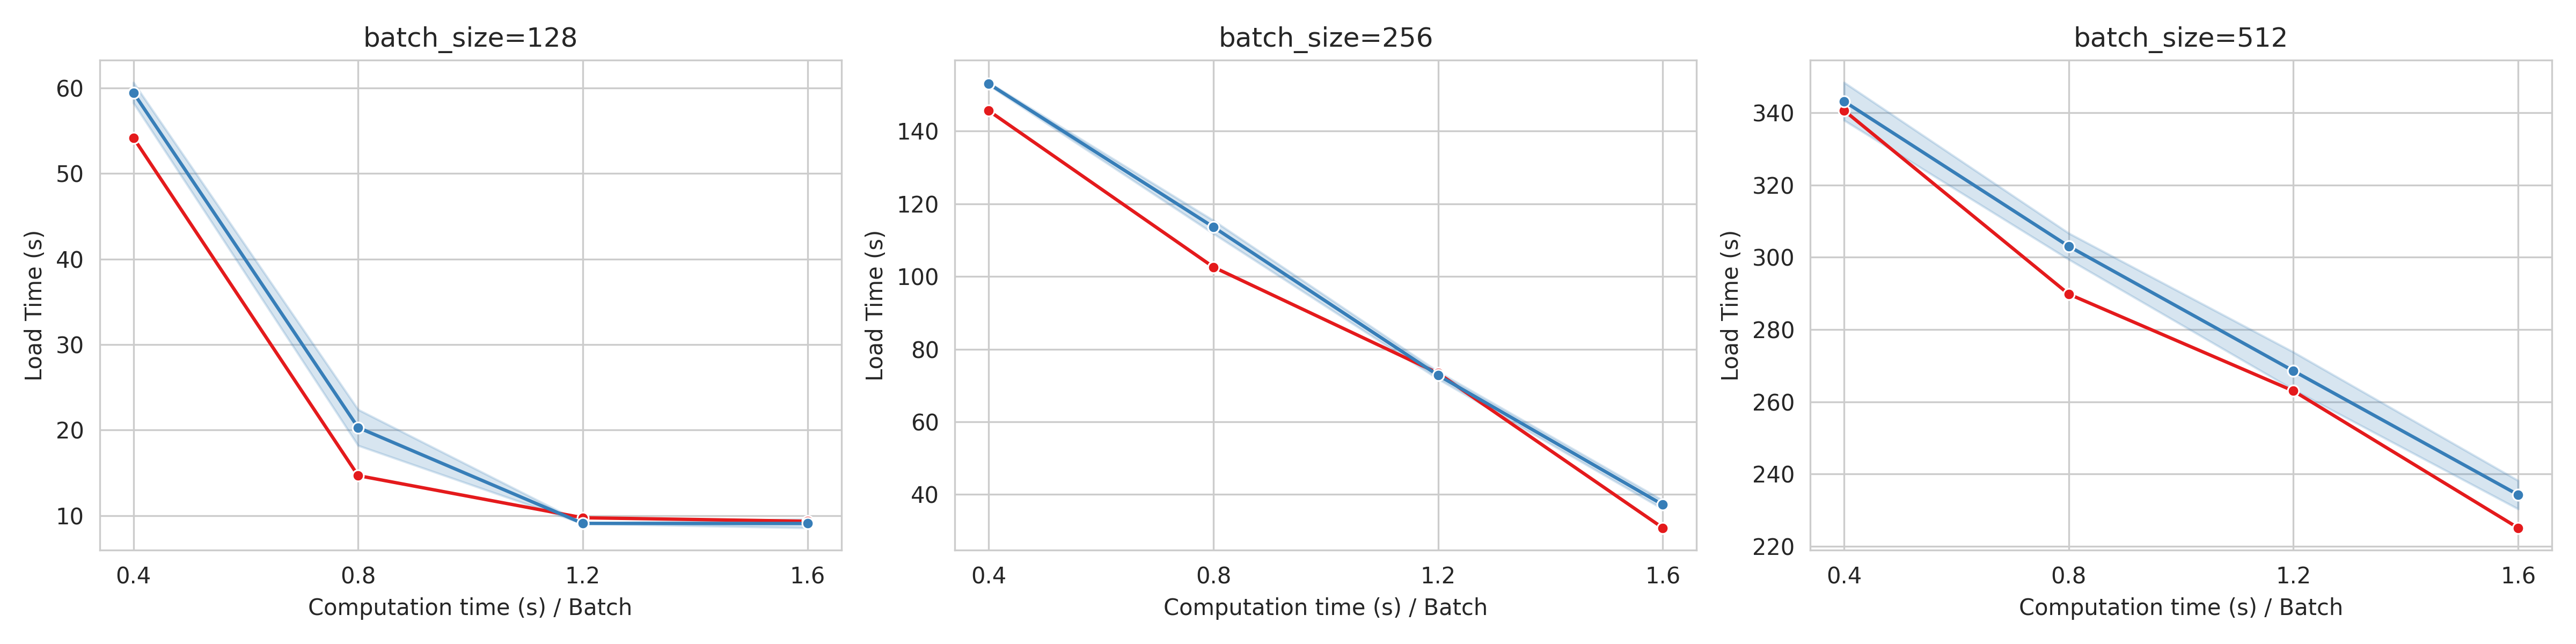 batch_size=128
60
50
40
30
20
10
Load Time (s)
0.4 0.8 1.2 1.6
Computation time (s) / Batch
batch_size=256
140
120
100
80
60
40
Load Time (s)
0.4 0.8 1.2 1.6
Computation time (s) / Batch
batch_size=512
340
320
300
280
260
240
220
Load Time (s)
0.4 0.8 1.2 1.6
Computation time (s) / Batch